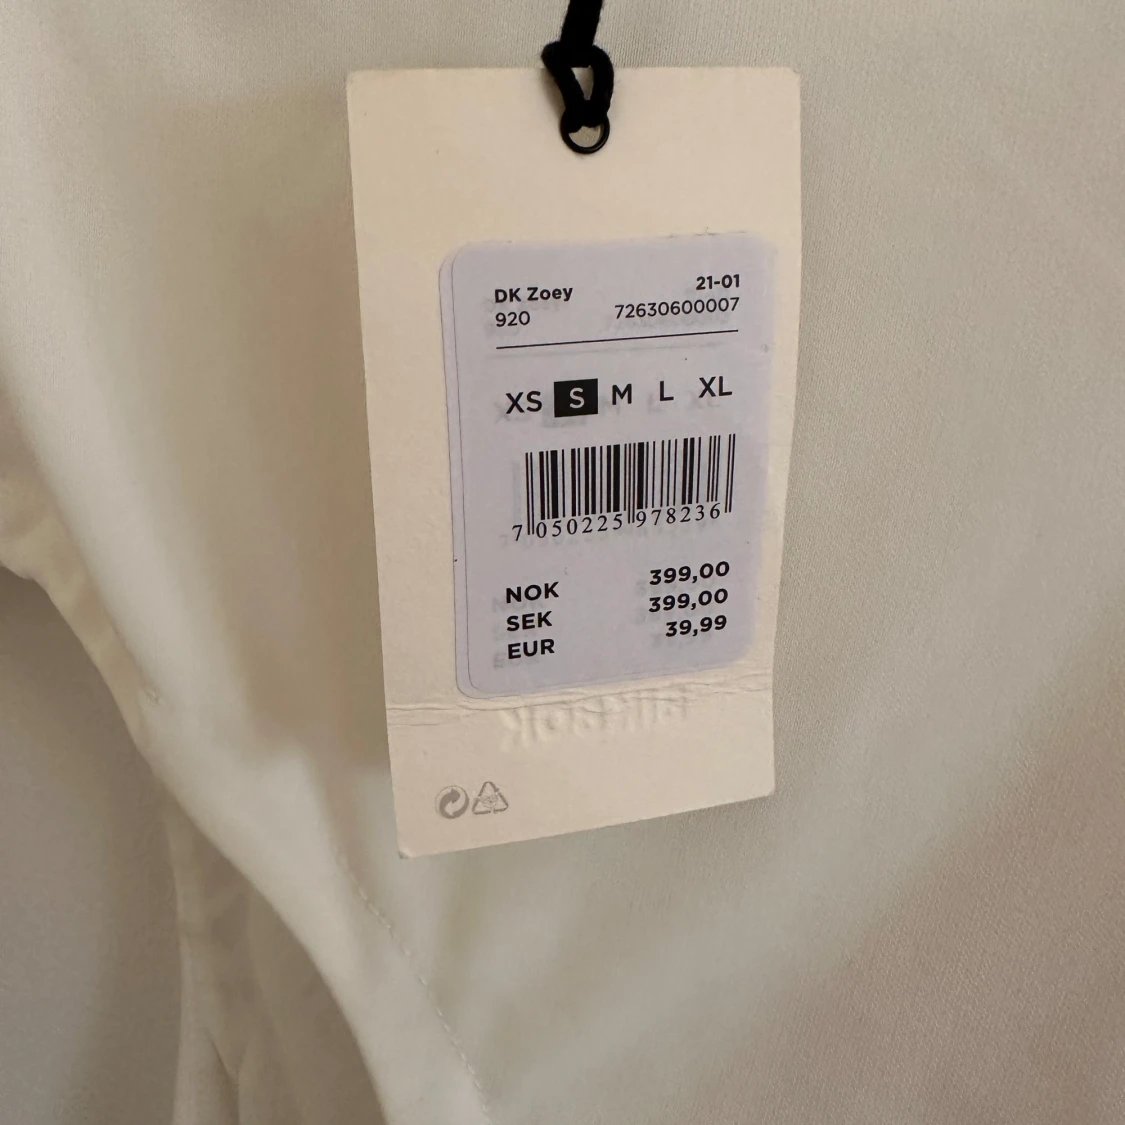 DK Zoey 21-01
920 72630600007
XS S M L XL
7 050225 978236
NOK 399,00
SEK 399,00
EUR 39,99